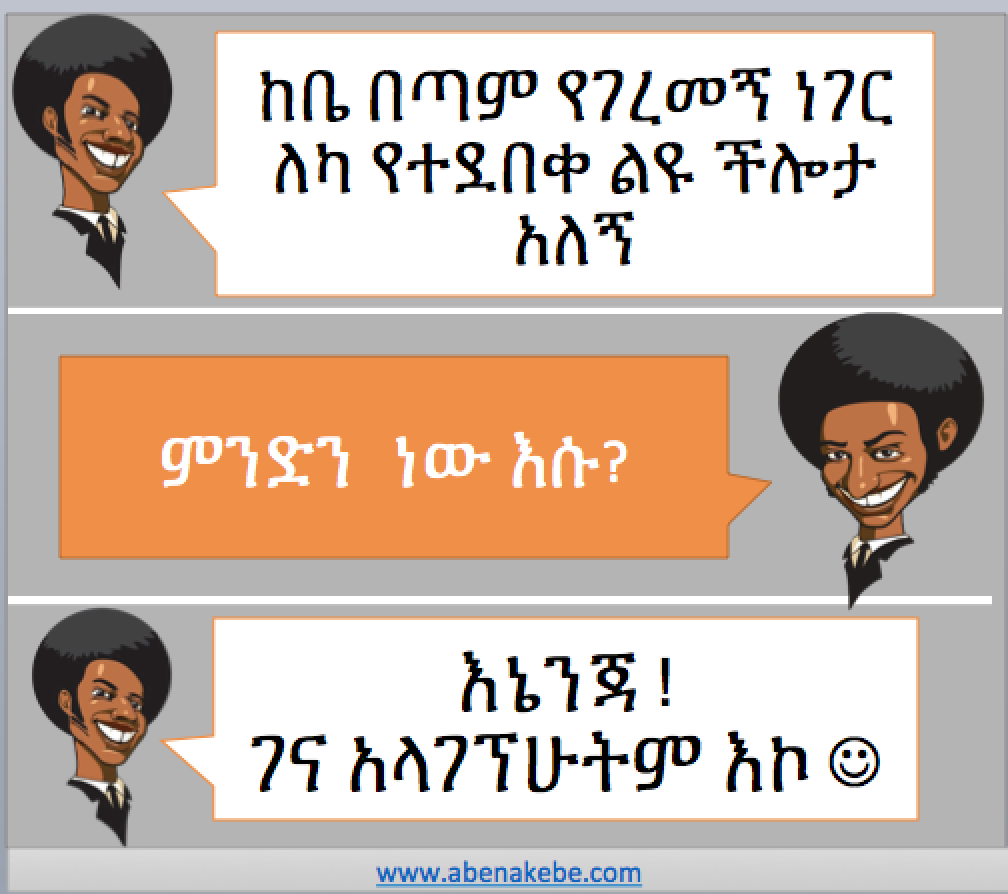 ከቤ በጣም የገረመኝ ነገር
ለካ የተደበቀ ልዩ ችሎታ
አለኝ
ምንድን ነው እሱ?
እኔንጃ !
ገና አላገኘሁትም እኮ ☺
www.abenakebe.com